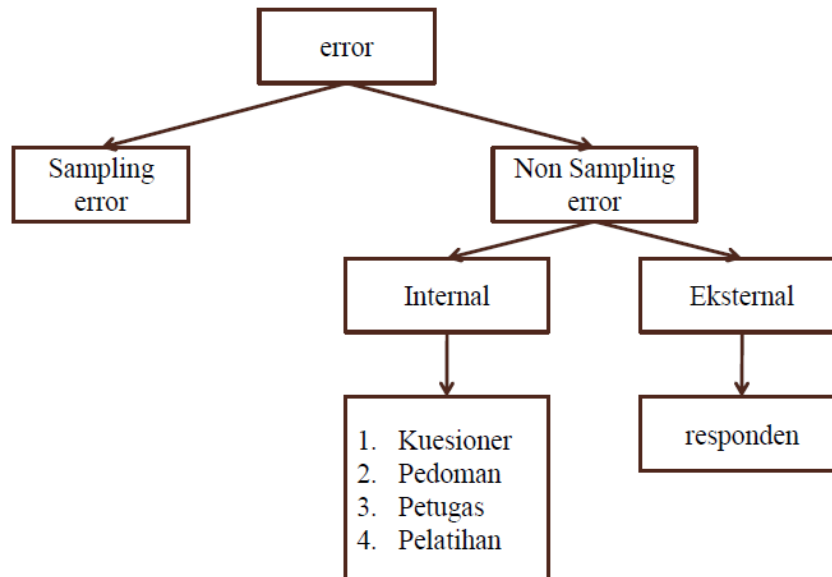 error
Sampling
error
Non Sampling
error
Internal
Eksternal
1. Kuesioner
2. Pedoman
3. Petugas
4. Pelatihan
responden